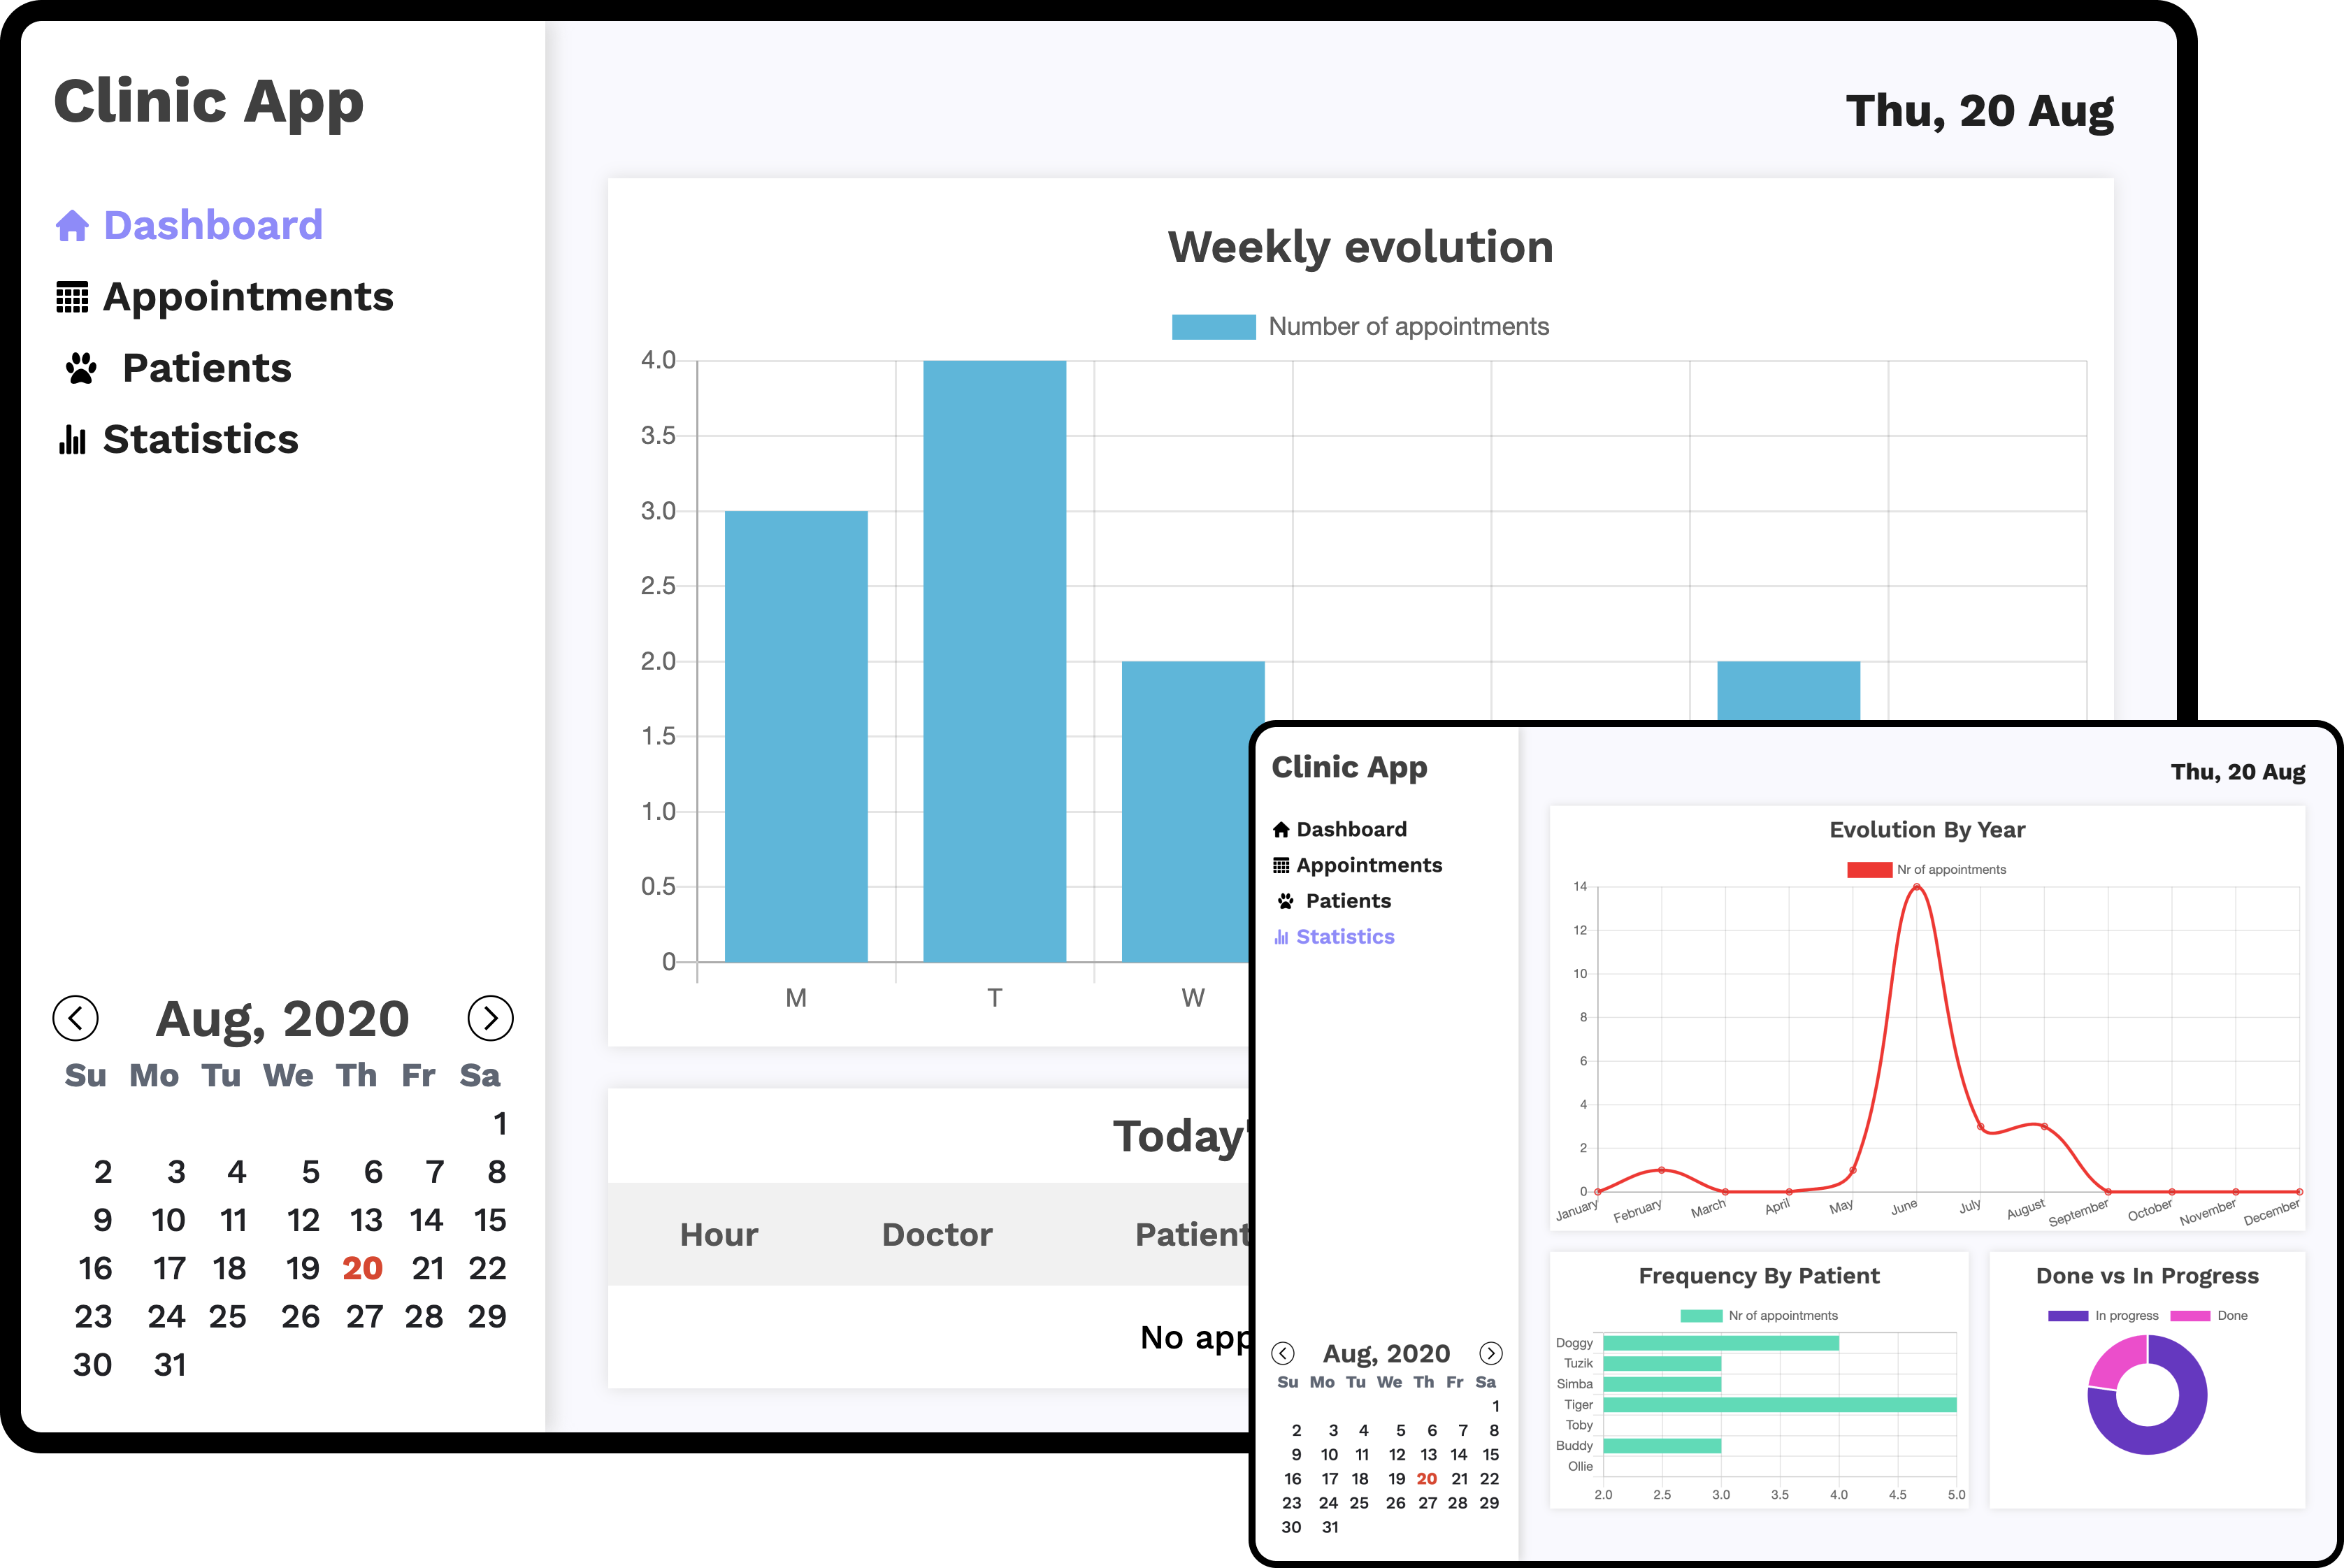 Clinic App
Dashboard
Appointments
Patients
Statistics
Aug, 2020
Su Mo Tu We Th Fr Sa
1
2 3 4 5 6 7 8
9 10 11 12 13 14 15
16 17 18 19 20 21 22
23 24 25 26 27 28 29
30 31
Thu, 20 Aug
Weekly evolution
Number of appointments
4.0
3.5
3.0
2.5
2.0
1.5
1.0
0.5
0
M T W
Today'
Hour Doctor Patient
No app
Clinic App
Dashboard
Appointments
Patients
Statistics
Aug, 2020
Su Mo Tu We Th Fr Sa
1
2 3 4 5 6 7 8
9 10 11 12 13 14 15
16 17 18 19 20 21 22
23 24 25 26 27 28 29
30 31
Thu, 20 Aug
Evolution By Year
Nr of appointments
14
12
10
8
6
4
2
0
January February March April May June July August September October November December
Frequency By Patient
Nr of appointments
Doggy
Tuzik
Simba
Tiger
Toby
Buddy
Ollie
2.0 2.5 3.0 3.5 4.0 4.5 5.0
Done vs In Progress
In progress Done